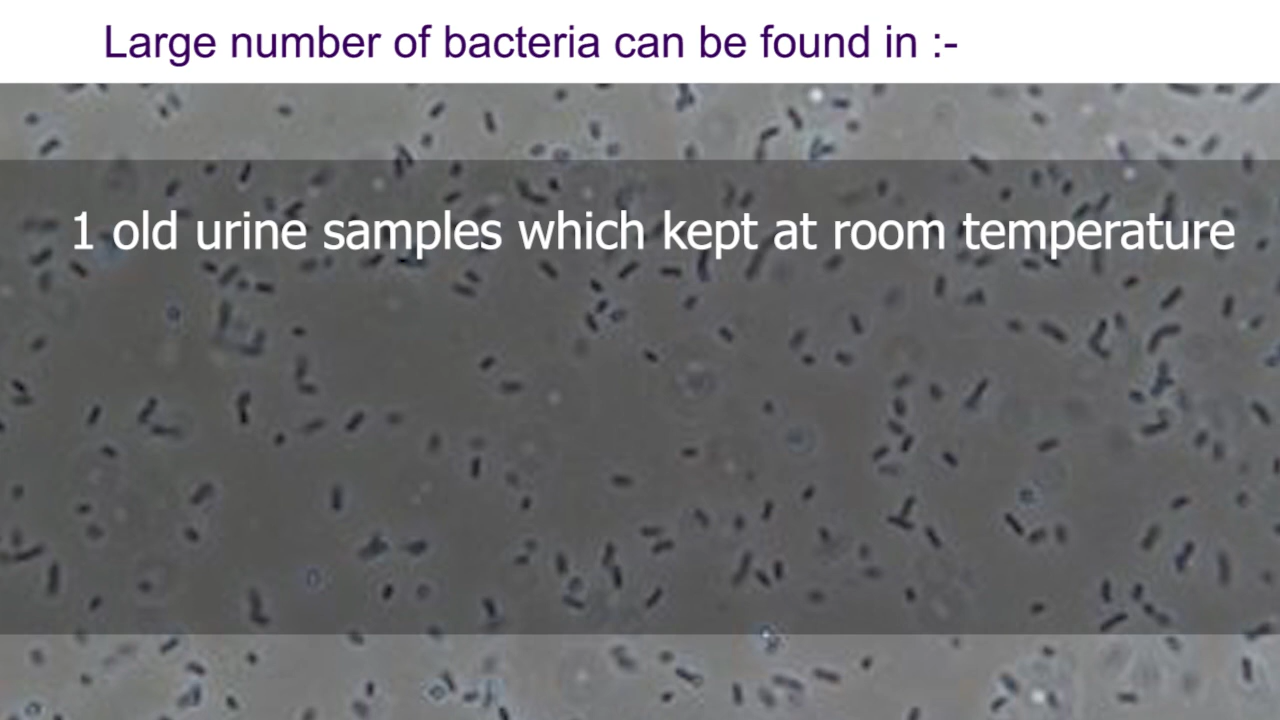 Large number of bacteria can be found in :-
1 old urine samples which kept at room temperature